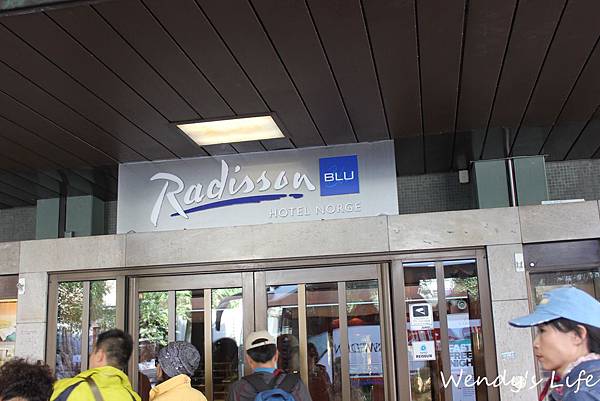 Radisson
BLU
HOTEL NORGE
Wendy's Life